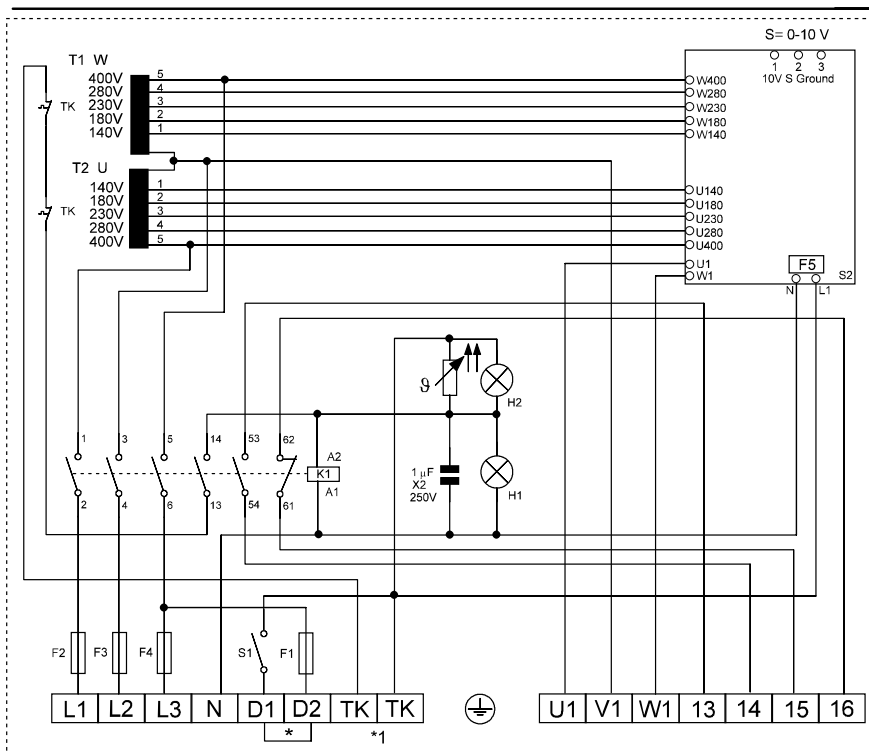 S= 0-10 V
1 2 3
10V S Ground
T1 W
400V 5 W400
280V 4 W280
230V 3 W230
180V 2 W180
140V 1 W140
TK
T2 U
140V 1 U140
180V 2 U180
230V 3 U230
280V 4 U280
400V 5 U400
TK
U1
W1
F5
S2
N L1
ϑ
H2
1 3 5 14 53 62
A2
K1
A1
1 µF
X2
250V
H1
2 4 6 13 54 61
F2 F3 F4 S1 F1
L1 L2 L3 N D1 D2 TK TK U1 V1 W1 13 14 15 16
* *1